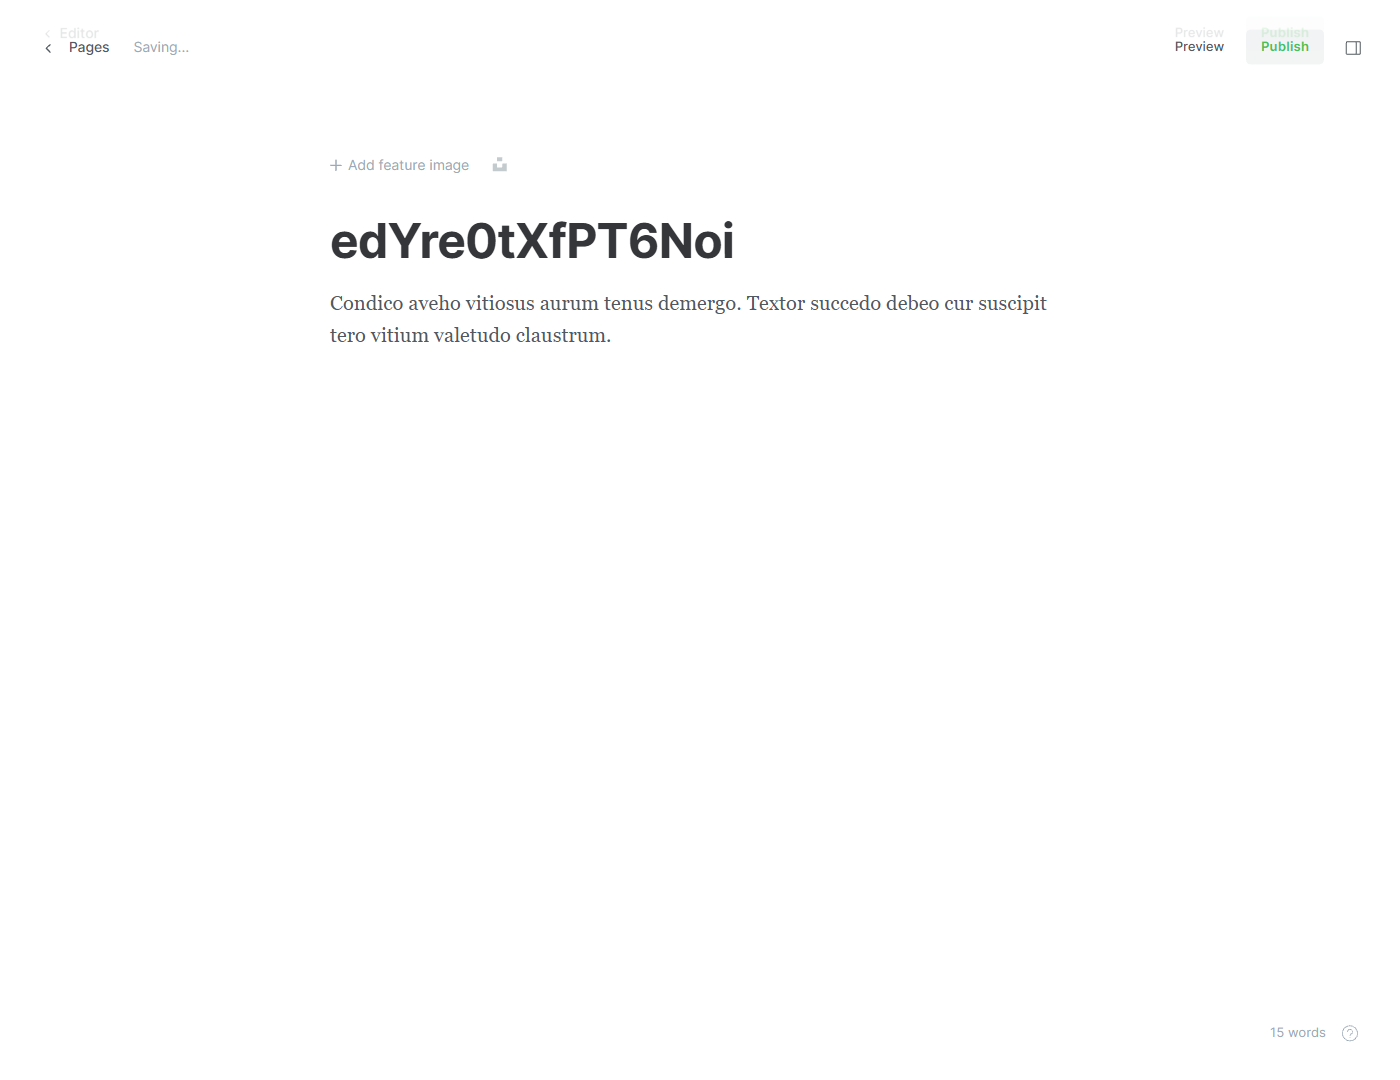 Editor
Preview
Publish
Pages
Saving...
Preview
Publish
Add feature image
edYre0tXfPT6Noi
Condico aveho vitiosus aurum tenus demergo. Textor succedo debeo cur suscipit
tero vitium valetudo claustrum.
15 words